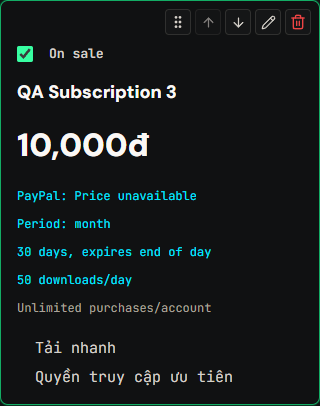 On sale
QA Subscription 3
10,000đ
PayPal: Price unavailable
Period: month
30 days, expires end of day
50 downloads/day
Unlimited purchases/account
Tải nhanh
Quyền truy cập ưu tiên